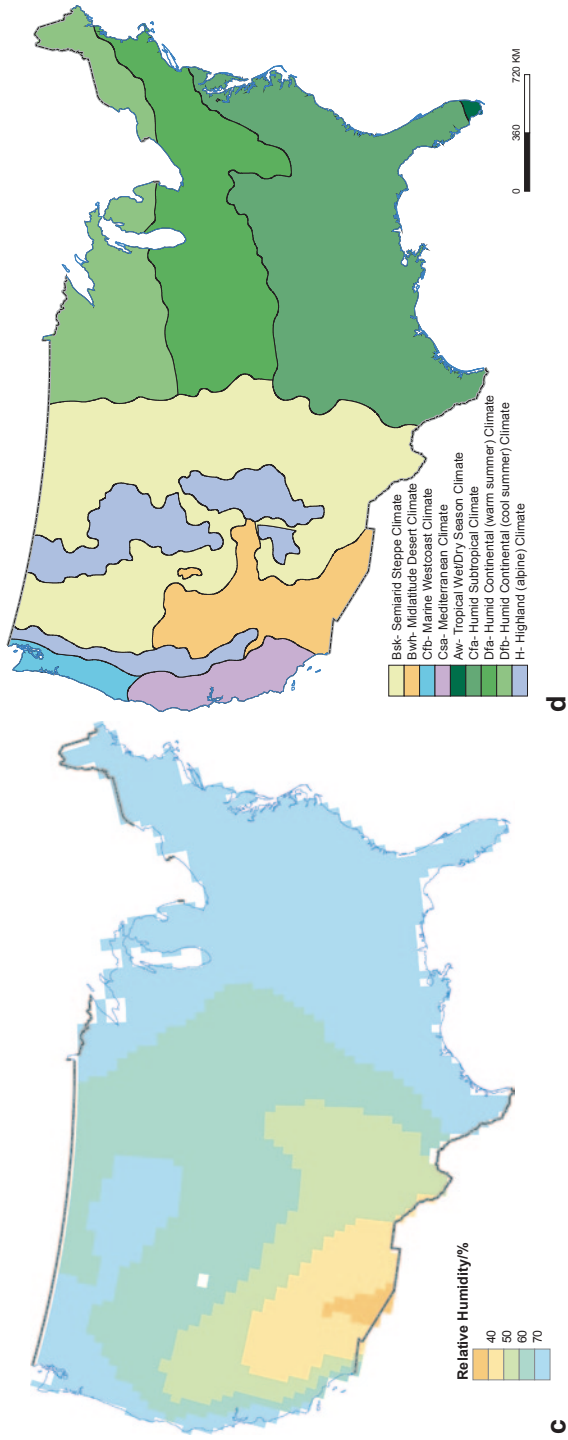 Relative Humidity/%
40
50
60
70
c
Bsk- Semiarid Steppe Climate
Bwh- Midlatitude Desert Climate
Cfb- Marine Westcoast Climate
Csa- Mediterranean Climate
Aw- Tropical Wet/Dry Season Climate
Cfa- Humid Subtropical Climate
Dfa- Humid Continental (warm summer) Climate
Dfb- Humid Continental (cool summer) Climate
H- Highland (alpine) Climate
0 360 720 KM
d